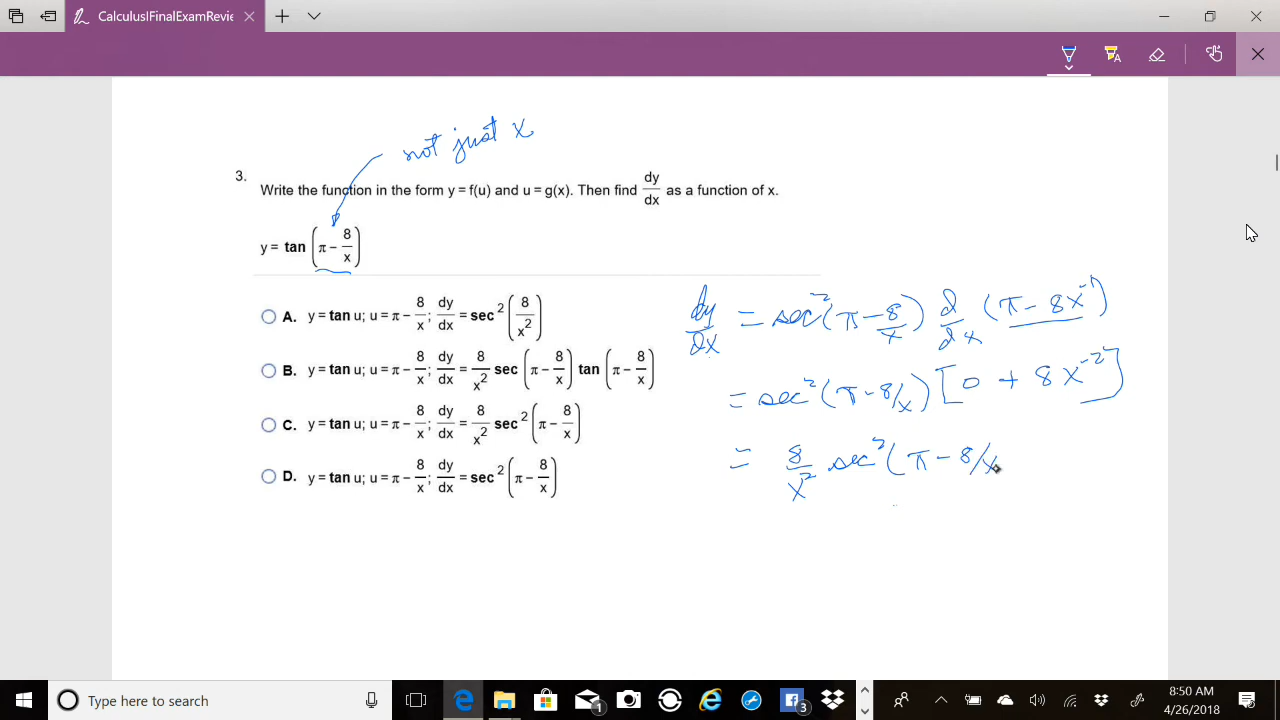 CalculusIFinalExamRevie
not just x
3.
Write the function in the form y = f(u) and u = g(x). Then find dy/dx as a function of x.
y = tan (π − 8/x)
A. y = tan u; u = π − 8/x; dy/dx = sec² (8/x²)
B. y = tan u; u = π − 8/x; dy/dx = 8/x² sec (π − 8/x) tan (π − 8/x)
C. y = tan u; u = π − 8/x; dy/dx = 8/x² sec² (π − 8/x)
D. y = tan u; u = π − 8/x; dy/dx = sec² (π − 8/x)
dy/dx = sec² (π − 8/x) d/dx (π − 8x⁻¹)
= sec² (π − 8/x) [0 + 8x⁻²]
= 8/x² sec² (π − 8/x
Type here to search
1
3
8:50 AM
4/26/2018